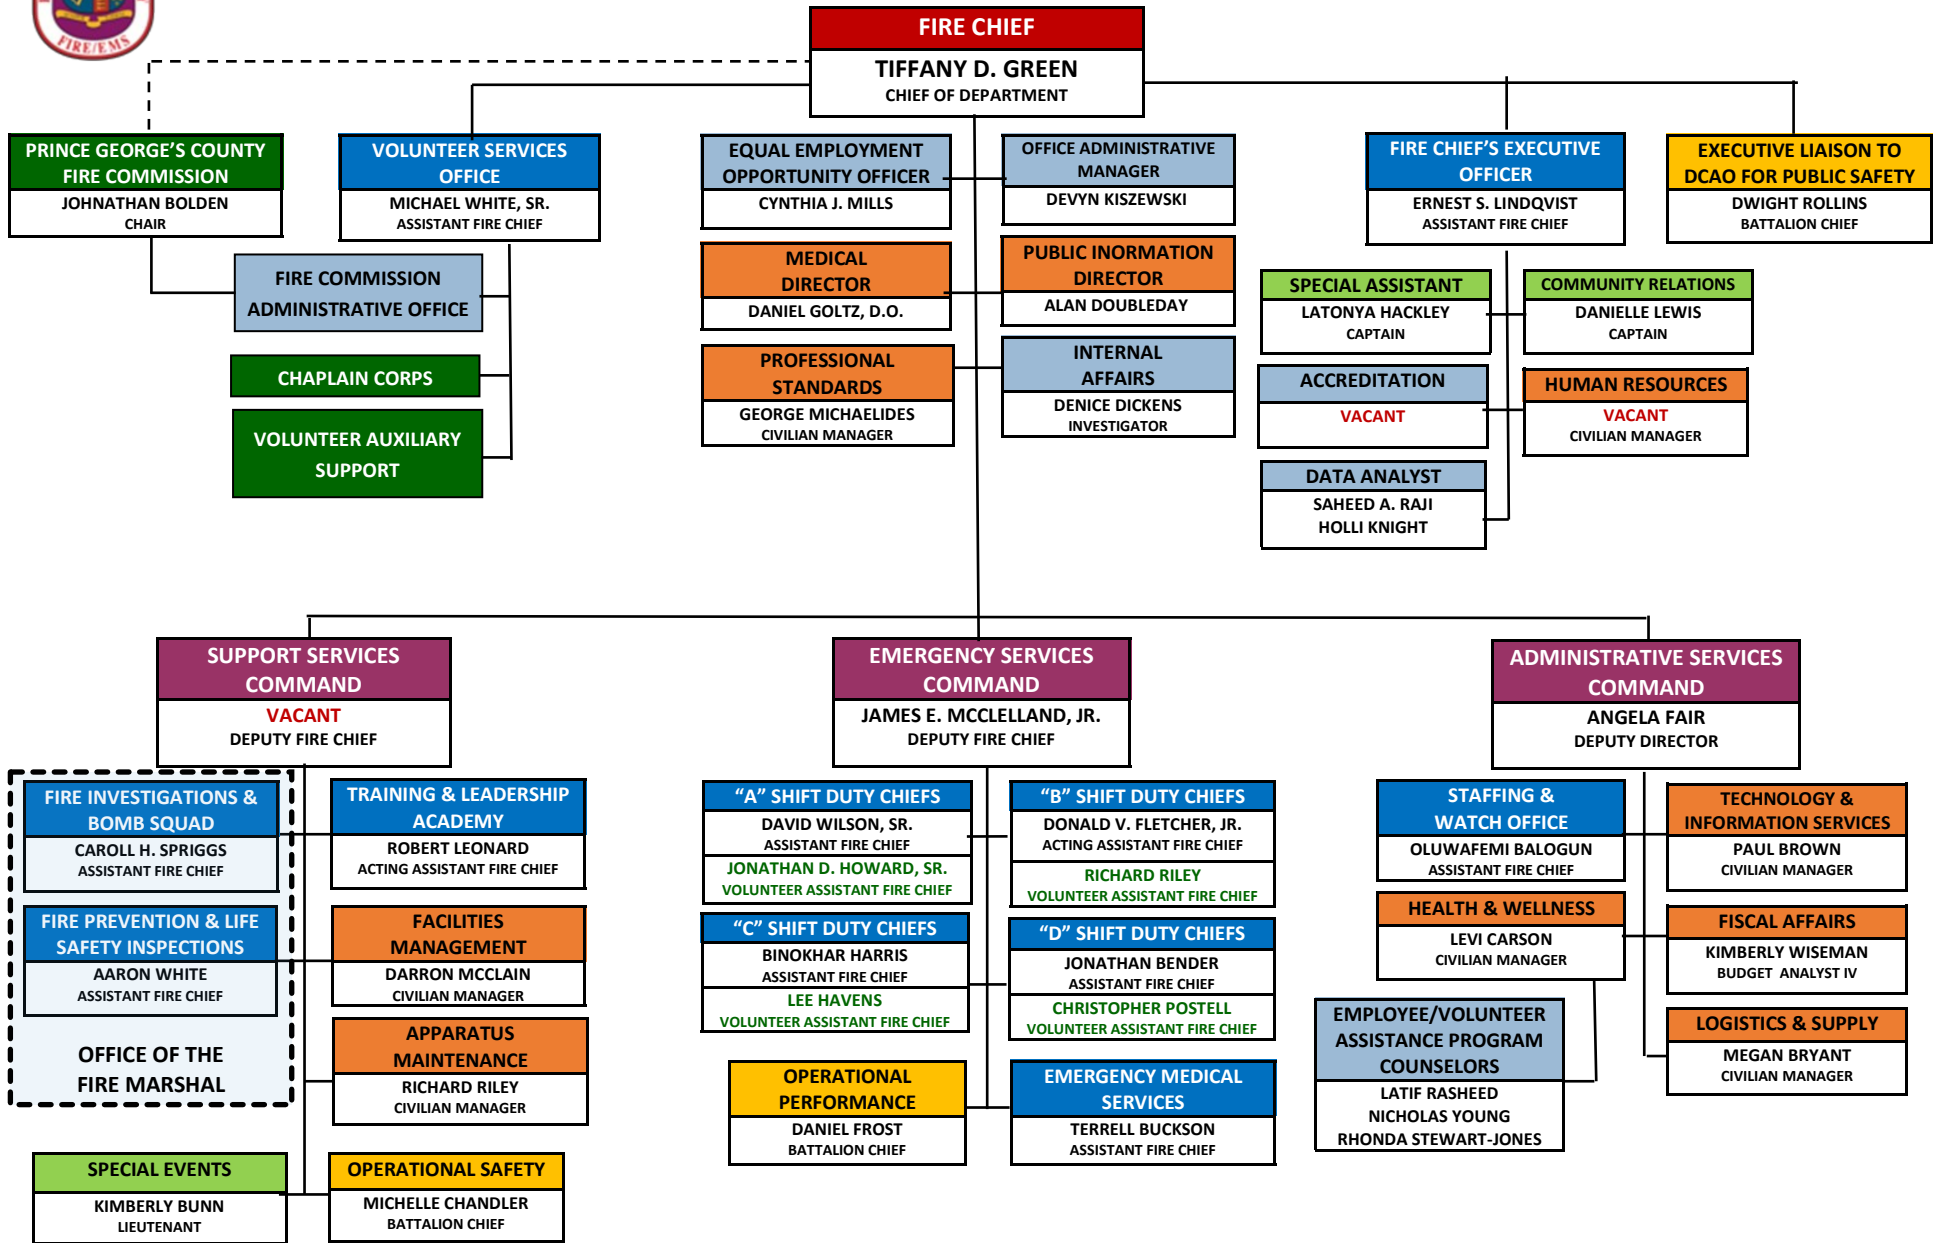 FIRE/EMS
FIRE CHIEF
TIFFANY D. GREEN
CHIEF OF DEPARTMENT
PRINCE GEORGE'S COUNTY
FIRE COMMISSION
JOHNATHAN BOLDEN
CHAIR
VOLUNTEER SERVICES
OFFICE
MICHAEL WHITE, SR.
ASSISTANT FIRE CHIEF
FIRE COMMISSION
ADMINISTRATIVE OFFICE
CHAPLAIN CORPS
VOLUNTEER AUXILIARY
SUPPORT
EQUAL EMPLOYMENT
OPPORTUNITY OFFICER
CYNTHIA J. MILLS
OFFICE ADMINISTRATIVE
MANAGER
DEVYN KISZEWSKI
MEDICAL
DIRECTOR
DANIEL GOLTZ, D.O.
PUBLIC INORMATION
DIRECTOR
ALAN DOUBLEDAY
PROFESSIONAL
STANDARDS
GEORGE MICHAELIDES
CIVILIAN MANAGER
INTERNAL
AFFAIRS
DENICE DICKENS
INVESTIGATOR
FIRE CHIEF'S EXECUTIVE
OFFICER
ERNEST S. LINDQVIST
ASSISTANT FIRE CHIEF
EXECUTIVE LIAISON TO
DCAO FOR PUBLIC SAFETY
DWIGHT ROLLINS
BATTALION CHIEF
SPECIAL ASSISTANT
LATONYA HACKLEY
CAPTAIN
COMMUNITY RELATIONS
DANIELLE LEWIS
CAPTAIN
ACCREDITATION
VACANT
HUMAN RESOURCES
VACANT
CIVILIAN MANAGER
DATA ANALYST
SAHEED A. RAJI
HOLLI KNIGHT
SUPPORT SERVICES
COMMAND
VACANT
DEPUTY FIRE CHIEF
FIRE INVESTIGATIONS &
BOMB SQUAD
CAROLL H. SPRIGGS
ASSISTANT FIRE CHIEF
FIRE PREVENTION & LIFE
SAFETY INSPECTIONS
AARON WHITE
ASSISTANT FIRE CHIEF
OFFICE OF THE
FIRE MARSHAL
TRAINING & LEADERSHIP
ACADEMY
ROBERT LEONARD
ACTING ASSISTANT FIRE CHIEF
FACILITIES
MANAGEMENT
DARRON MCCLAIN
CIVILIAN MANAGER
APPARATUS
MAINTENANCE
RICHARD RILEY
CIVILIAN MANAGER
SPECIAL EVENTS
KIMBERLY BUNN
LIEUTENANT
OPERATIONAL SAFETY
MICHELLE CHANDLER
BATTALION CHIEF
EMERGENCY SERVICES
COMMAND
JAMES E. MCCLELLAND, JR.
DEPUTY FIRE CHIEF
“A” SHIFT DUTY CHIEFS
DAVID WILSON, SR.
ASSISTANT FIRE CHIEF
JONATHAN D. HOWARD, SR.
VOLUNTEER ASSISTANT FIRE CHIEF
“B” SHIFT DUTY CHIEFS
DONALD V. FLETCHER, JR.
ACTING ASSISTANT FIRE CHIEF
RICHARD RILEY
VOLUNTEER ASSISTANT FIRE CHIEF
“C” SHIFT DUTY CHIEFS
BINOKHAR HARRIS
ASSISTANT FIRE CHIEF
LEE HAVENS
VOLUNTEER ASSISTANT FIRE CHIEF
“D” SHIFT DUTY CHIEFS
JONATHAN BENDER
ASSISTANT FIRE CHIEF
CHRISTOPHER POSTELL
VOLUNTEER ASSISTANT FIRE CHIEF
OPERATIONAL
PERFORMANCE
DANIEL FROST
BATTALION CHIEF
EMERGENCY MEDICAL
SERVICES
TERRELL BUCKSON
ASSISTANT FIRE CHIEF
ADMINISTRATIVE SERVICES
COMMAND
ANGELA FAIR
DEPUTY DIRECTOR
STAFFING &
WATCH OFFICE
OLUWAFEMI BALOGUN
ASSISTANT FIRE CHIEF
TECHNOLOGY &
INFORMATION SERVICES
PAUL BROWN
CIVILIAN MANAGER
HEALTH & WELLNESS
LEVI CARSON
CIVILIAN MANAGER
FISCAL AFFAIRS
KIMBERLY WISEMAN
BUDGET ANALYST IV
EMPLOYEE/VOLUNTEER
ASSISTANCE PROGRAM
COUNSELORS
LATIF RASHEED
NICHOLAS YOUNG
RHONDA STEWART-JONES
LOGISTICS & SUPPLY
MEGAN BRYANT
CIVILIAN MANAGER